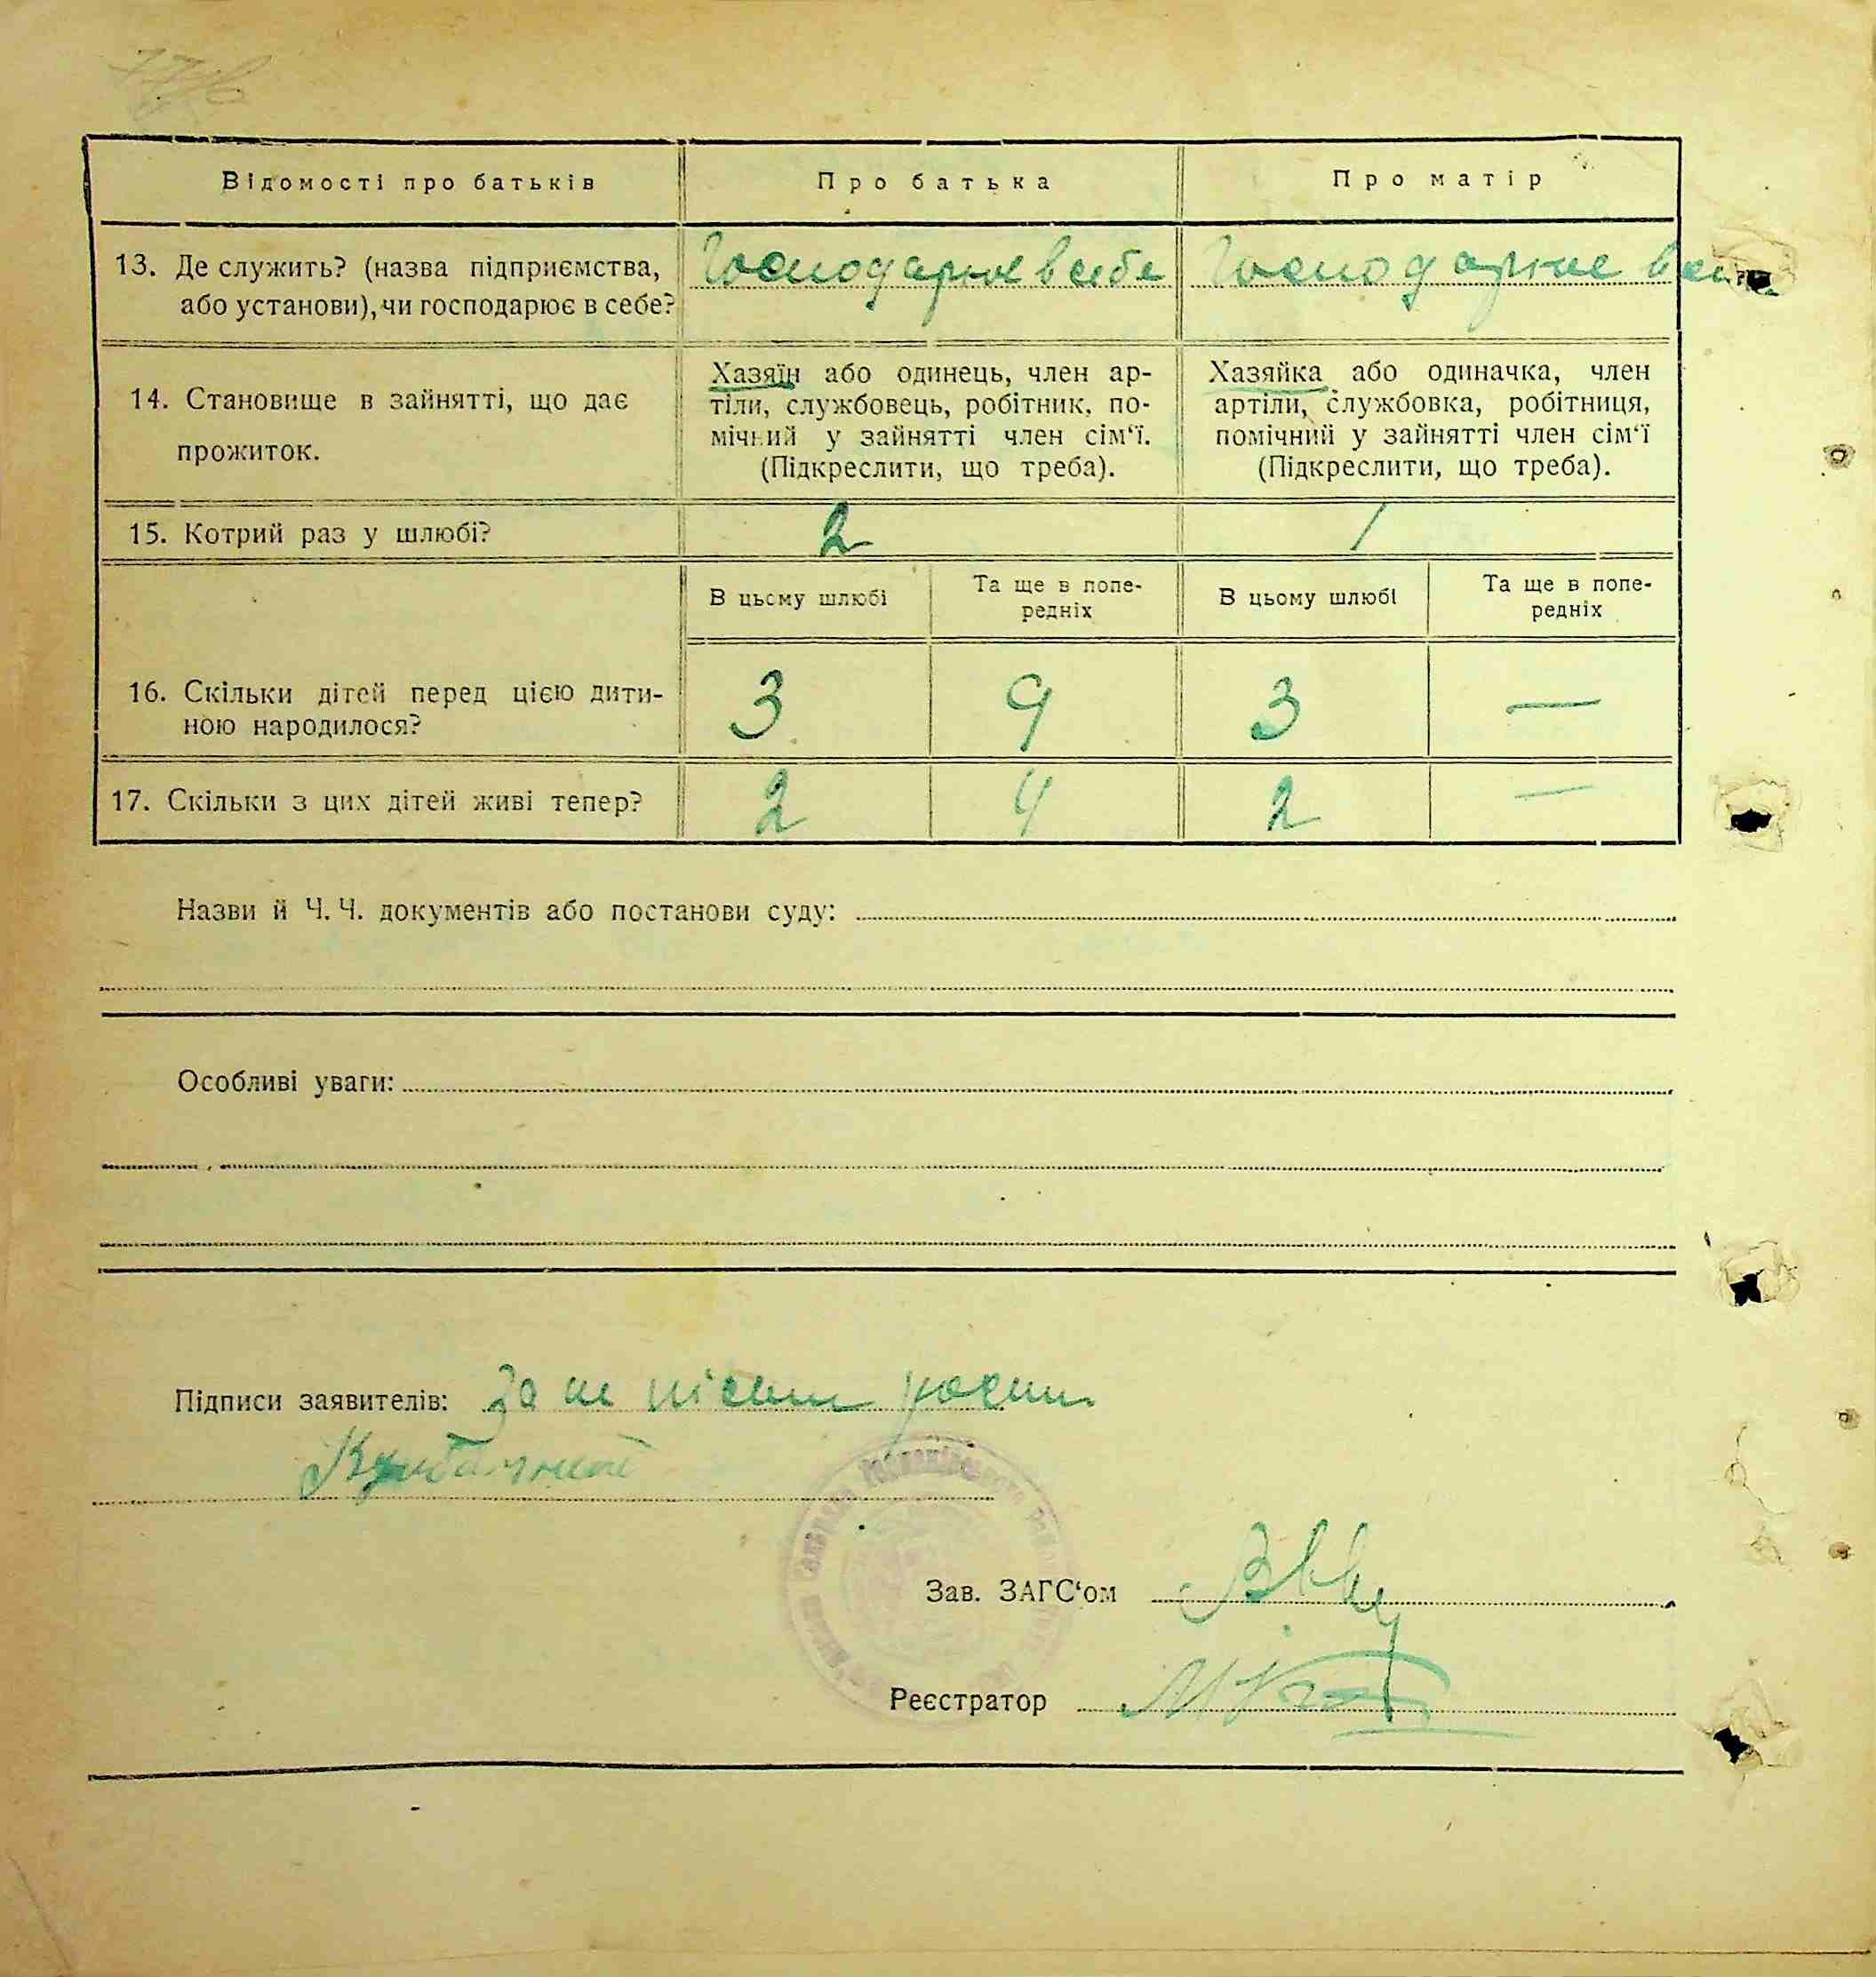 Відомості про батьків
Про батька
Про матір
13. Де служить? (назва підприємства,
або установи), чи господарює в себе?
Господарює в себе
Господарює в
14. Становище в зайнятті, що дає
прожиток.
Хазяїн або одинець, член ар-
тіли, службовець, робітник, по-
мічний у зайнятті член сім‘ї.
(Підкреслити, що треба).
Хазяйка або одиначка, член
артіли, службовка, робітниця,
помічний у зайнятті член сім‘ї
(Підкреслити, що треба).
15. Котрий раз у шлюбі?
2
1
В цьому шлюбі
Та ще в попе-
редніх
В цьому шлюбі
Та ще в попе-
редніх
16. Скільки дітей перед цією дити-
ною народилося?
3
9
3
—
17. Скільки з цих дітей живі тепер?
2
4
2
—
Назви й Ч. Ч. документів або постанови суду:
Особливі уваги:
Підписи заявителів: За не
Зав. ЗАГС‘ом
Реєстратор